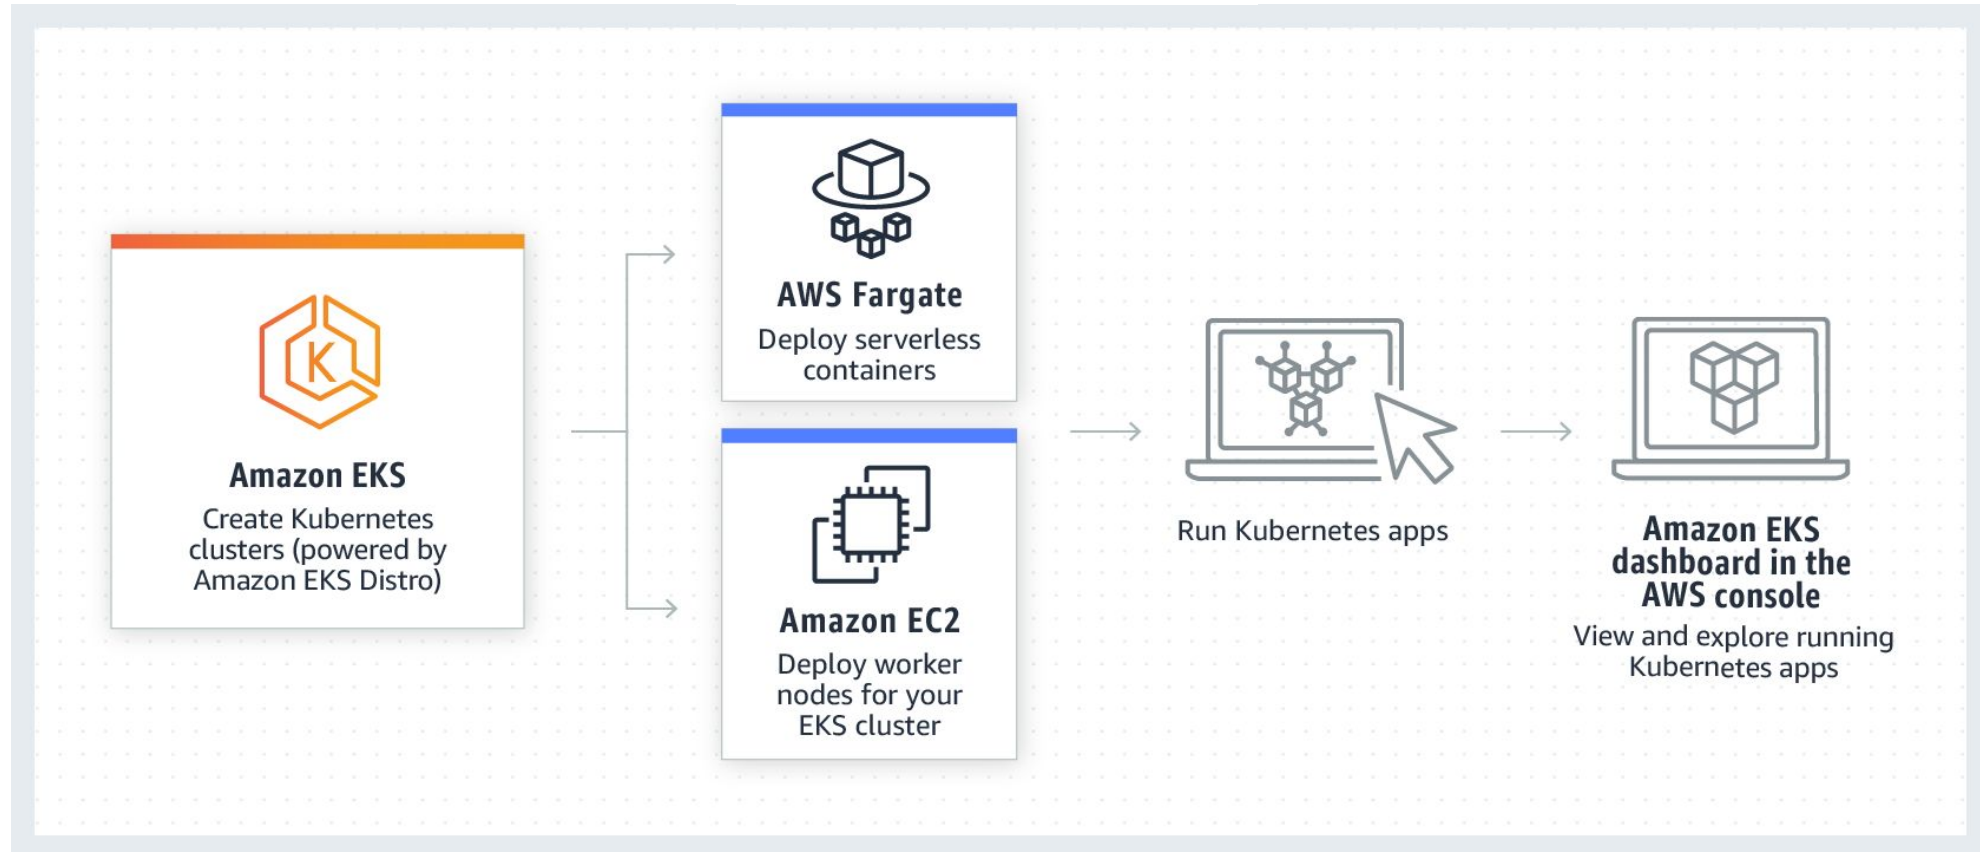 K
Amazon EKS
Create Kubernetes
clusters (powered by
Amazon EKS Distro)
AWS Fargate
Deploy serverless
containers
Amazon EC2
Deploy worker
nodes for your
EKS cluster
Run Kubernetes apps
Amazon EKS
dashboard in the
AWS console
View and explore running
Kubernetes apps